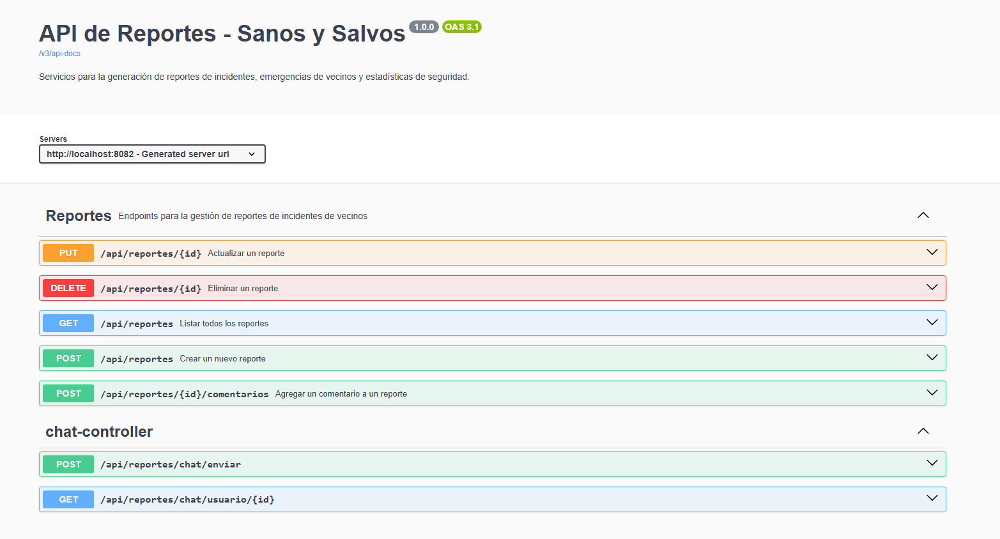 API de Reportes - Sanos y Salvos 1.0.0 OAS 3.1
/v3/api-docs
Servicios para la generación de reportes de incidentes, emergencias de vecinos y estadísticas de seguridad.
Servers
http://localhost:8082 - Generated server url
Reportes Endpoints para la gestión de reportes de incidentes de vecinos
PUT /api/reportes/{id} Actualizar un reporte
DELETE /api/reportes/{id} Eliminar un reporte
GET /api/reportes Listar todos los reportes
POST /api/reportes Crear un nuevo reporte
POST /api/reportes/{id}/comentarios Agregar un comentario a un reporte
chat-controller
POST /api/reportes/chat/enviar
GET /api/reportes/chat/usuario/{id}